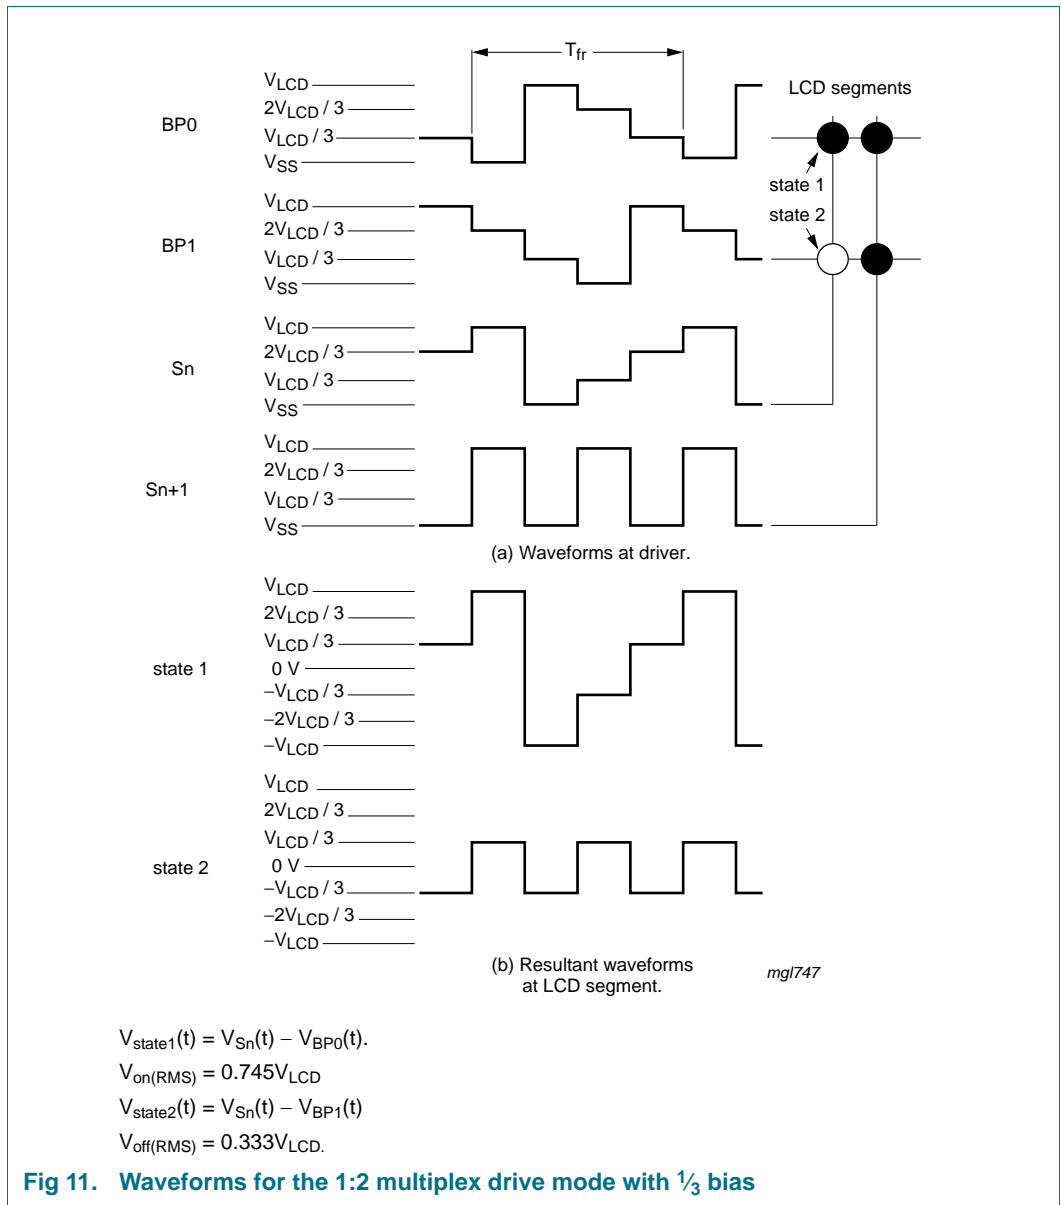 T_fr
BP0
V_LCD
2V_LCD / 3
V_LCD / 3
V_SS
LCD segments
state 1
state 2
BP1
V_LCD
2V_LCD / 3
V_LCD / 3
V_SS
Sn
V_LCD
2V_LCD / 3
V_LCD / 3
V_SS
Sn+1
V_LCD
2V_LCD / 3
V_LCD / 3
V_SS
(a) Waveforms at driver.
state 1
V_LCD
2V_LCD / 3
V_LCD / 3
0 V
−V_LCD / 3
−2V_LCD / 3
−V_LCD
state 2
V_LCD
2V_LCD / 3
V_LCD / 3
0 V
−V_LCD / 3
−2V_LCD / 3
−V_LCD
(b) Resultant waveforms
at LCD segment.
mgl747
V_state1(t) = V_Sn(t) − V_BP0(t).
V_on(RMS) = 0.745V_LCD
V_state2(t) = V_Sn(t) − V_BP1(t)
V_off(RMS) = 0.333V_LCD.
Fig 11. Waveforms for the 1:2 multiplex drive mode with 1⁄3 bias